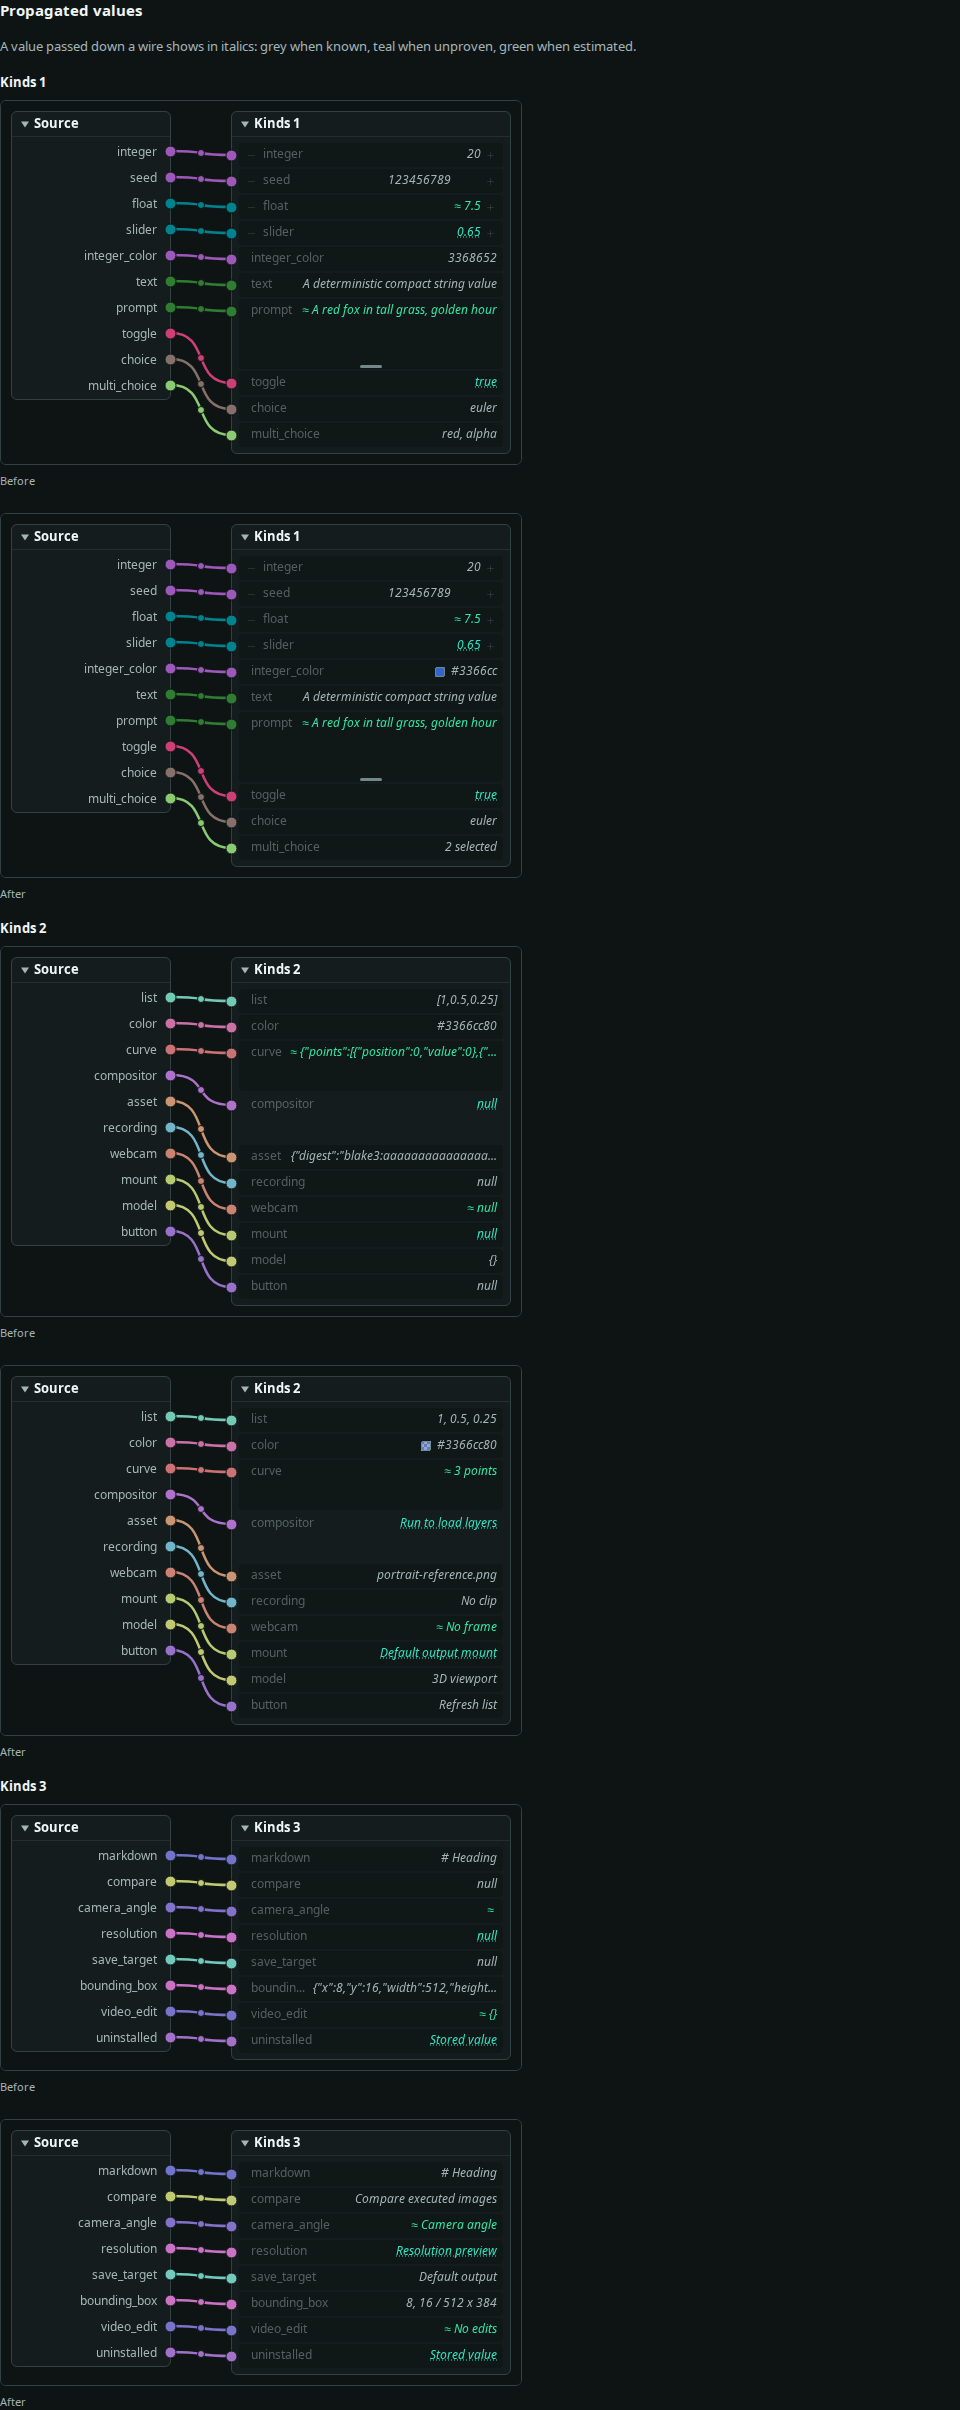 Propagated values
A value passed down a wire shows in italics: grey when known, teal when unproven, green when estimated.
Kinds 1
Source
integer
seed
float
slider
integer_color
text
prompt
toggle
choice
multi_choice
Kinds 1
− integer 20 +
− seed 123456789 +
− float ≈ 7.5 +
− slider 0.65 +
integer_color 3368652
text A deterministic compact string value
prompt ≈ A red fox in tall grass, golden hour
toggle true
choice euler
multi_choice red, alpha
Before
Source
integer
seed
float
slider
integer_color
text
prompt
toggle
choice
multi_choice
Kinds 1
− integer 20 +
− seed 123456789 +
− float ≈ 7.5 +
− slider 0.65 +
integer_color #3366cc
text A deterministic compact string value
prompt ≈ A red fox in tall grass, golden hour
toggle true
choice euler
multi_choice 2 selected
After
Kinds 2
Source
list
color
curve
compositor
asset
recording
webcam
mount
model
button
Kinds 2
list [1,0.5,0.25]
color #3366cc80
curve ≈ {"points":[{"position":0,"value":0},{"...
compositor null
asset {"digest":"blake3:aaaaaaaaaaaaaaa...
recording null
webcam ≈ null
mount null
model {}
button null
Before
Source
list
color
curve
compositor
asset
recording
webcam
mount
model
button
Kinds 2
list 1, 0.5, 0.25
color #3366cc80
curve ≈ 3 points
compositor Run to load layers
asset portrait-reference.png
recording No clip
webcam ≈ No frame
mount Default output mount
model 3D viewport
button Refresh list
After
Kinds 3
Source
markdown
compare
camera_angle
resolution
save_target
bounding_box
video_edit
uninstalled
Kinds 3
markdown # Heading
compare null
camera_angle ≈
resolution null
save_target null
boundin... {"x":8,"y":16,"width":512,"height...
video_edit ≈ {}
uninstalled Stored value
Before
Source
markdown
compare
camera_angle
resolution
save_target
bounding_box
video_edit
uninstalled
Kinds 3
markdown # Heading
compare Compare executed images
camera_angle ≈ Camera angle
resolution Resolution preview
save_target Default output
bounding_box 8, 16 / 512 x 384
video_edit ≈ No edits
uninstalled Stored value
After